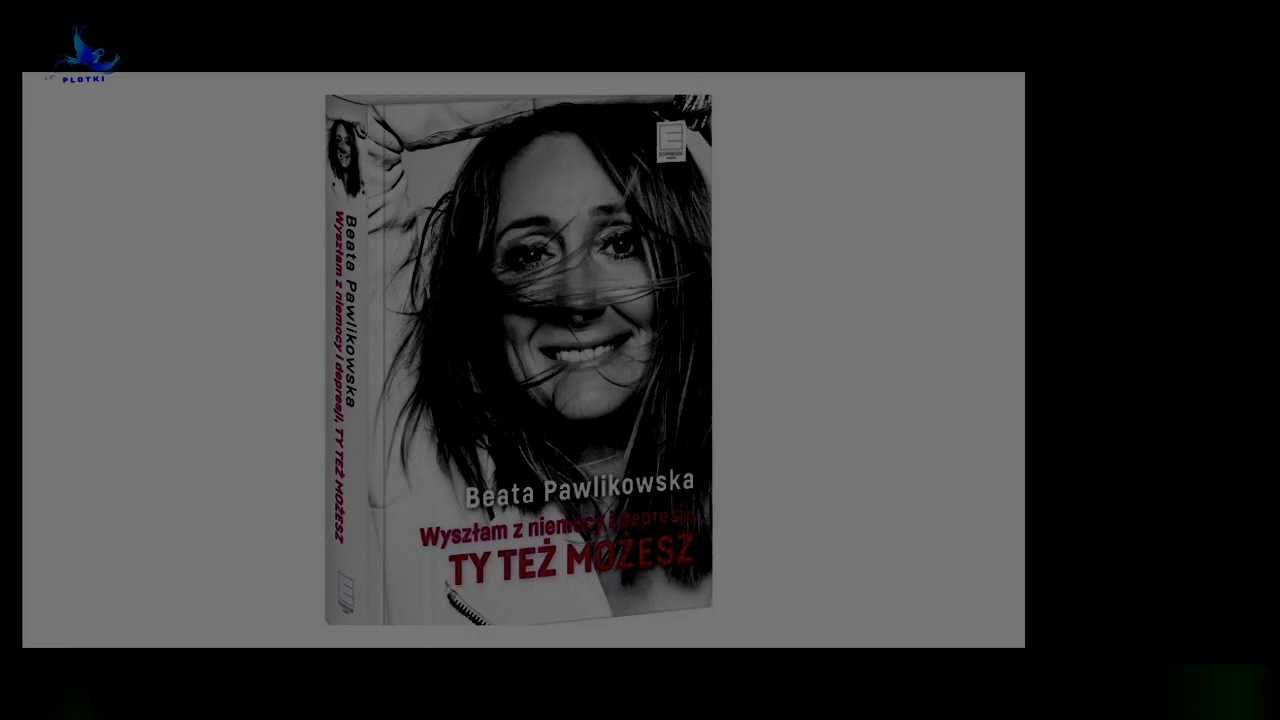 PLOTKI
Beata Pawlikowska
Wyszłam z niemocy i depresji, TY TEŻ MOŻESZ
Beata Pawlikowska
Wyszłam z niemocy i depresji,
TY TEŻ MOŻESZ